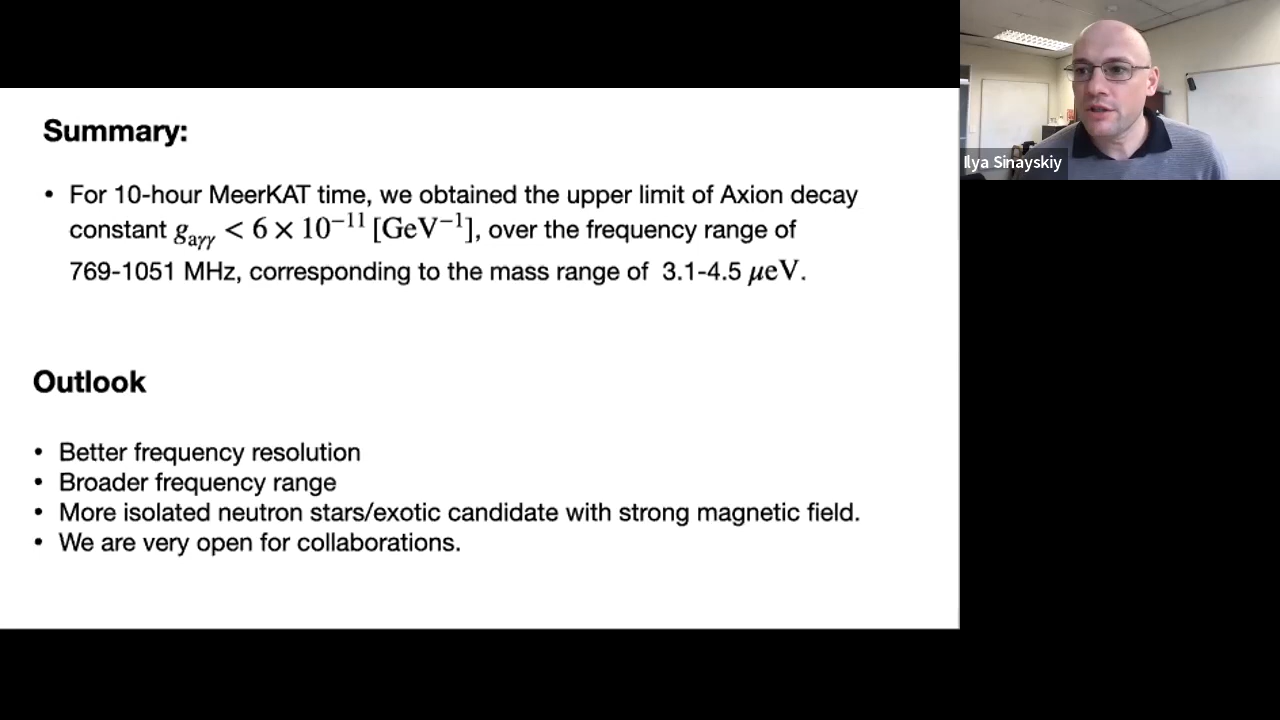 Summary:
• For 10-hour MeerKAT time, we obtained the upper limit of Axion decay
constant g_{aγγ} < 6 × 10^{−11} [GeV^{−1}], over the frequency range of
769-1051 MHz, corresponding to the mass range of 3.1-4.5 μeV.
Outlook
• Better frequency resolution
• Broader frequency range
• More isolated neutron stars/exotic candidate with strong magnetic field.
• We are very open for collaborations.
Ilya Sinayskiy